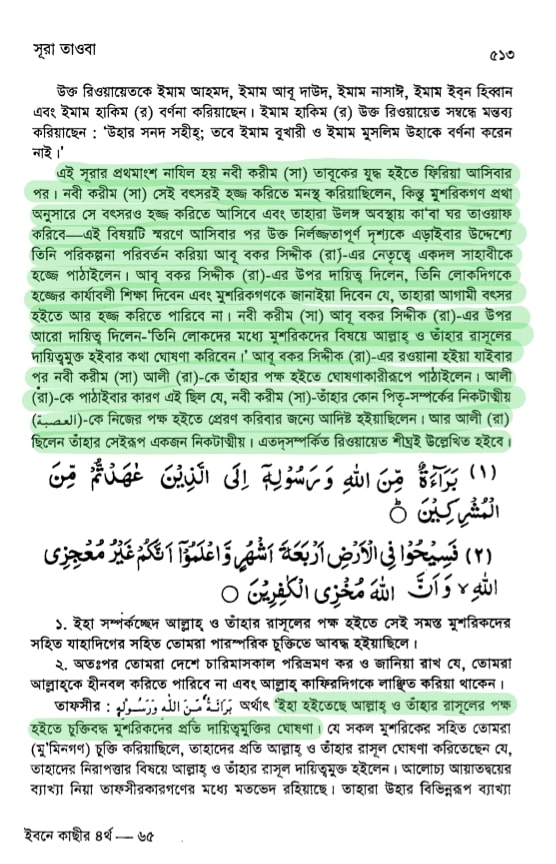 সূরা তাওবা
৫১৩
উক্ত রিওয়ায়েতকে ইমাম আহমদ, ইমাম আবূ দাউদ, ইমাম নাসাঈ, ইমাম ইব্‌ন হিব্বান
এবং ইমাম হাকিম (র) বর্ণনা করিয়াছেন। ইমাম হাকিম (র) উক্ত রিওয়ায়েত সম্বন্ধে মন্তব্য
করিয়াছেন : ‘উহার সনদ সহীহ্; তবে ইমাম বুখারী ও ইমাম মুসলিম উহাকে বর্ণনা করেন
নাই।’
এই সূরার প্রথমাংশ নাযিল হয় নবী করীম (সা) তাবূকের যুদ্ধ হইতে ফিরিয়া আসিবার
পর। নবী করীম (সা) সেই বৎসরই হজ্জ করিতে মনস্থ করিয়াছিলেন, কিন্তু মুশরিকগণ প্রথা
অনুসারে সে বৎসরও হজ্জ করিতে আসিবে এবং তাহারা উলঙ্গ অবস্থায় কা‘বা ঘর তাওয়াফ
করিবে—এই বিষয়টি স্মরণে আসিবার পর উক্ত নির্লজ্জতাপূর্ণ দৃশ্যকে এড়াইবার উদ্দেশ্যে
তিনি পরিকল্পনা পরিবর্তন করিয়া আবূ বকর সিদ্দীক (রা)-এর নেতৃত্বে একদল সাহাবীকে
হজ্জে পাঠাইলেন। আবূ বকর সিদ্দীক (রা)-এর উপর দায়িত্ব দিলেন, তিনি লোকদিগকে
হজ্জের কার্যাবলী শিক্ষা দিবেন এবং মুশরিকগণকে জানাইয়া দিবেন যে, তাহারা আগামী বৎসর
হইতে আর হজ্জ করিতে পারিবে না। নবী করীম (সা) আবূ বকর সিদ্দীক (রা)-এর উপর
আরো দায়িত্ব দিলেন-‘তিনি লোকদের মধ্যে মুশরিকদের বিষয়ে আল্লাহ্ ও তাঁহার রাসূলের
দায়িত্বমুক্ত হইবার কথা ঘোষণা করিবেন।’ আবূ বকর সিদ্দীক (রা)-এর রওয়ানা হইয়া যাইবার
পর নবী করীম (সা) আলী (রা)-কে তাঁহার পক্ষ হইতে ঘোষণাকারীরূপে পাঠাইলেন। আলী
(রা)-কে পাঠাইবার কারণ এই ছিল যে, নবী করীম (সা)-তাঁহার কোন পিতৃ-সম্পর্কের নিকটাত্মীয়
(العصبة)-কে নিজের পক্ষ হইতে প্রেরণ করিবার জন্যে আদিষ্ট হইয়াছিলেন। আর আলী (রা)
ছিলেন তাঁহার সেইরূপ একজন নিকটাত্মীয়। এতদসম্পর্কিত রিওয়ায়েত শীঘ্রই উল্লেখিত হইবে।
(١) بَرَآءَةٌ مِّنَ اللهِ وَرَسُوْلِهٖٓ اِلَى الَّذِيْنَ عٰهَدْتُّمْ مِّنَ
الْمُشْرِكِيْنَ ۞
(٢) فَسِيْحُوْا فِى الْاَرْضِ اَرْبَعَةَ اَشْهُرٍ وَّاعْلَمُوْٓا اَنَّكُمْ غَيْرُ مُعْجِزِى
اللهِ ۙ وَاَنَّ اللهَ مُخْزِى الْكٰفِرِيْنَ ۝
১. ইহা সম্পর্কচ্ছেদ আল্লাহ্ ও তাঁহার রাসূলের পক্ষ হইতে সেই সমস্ত মুশরিকদের
সহিত যাহাদিগের সহিত তোমরা পারস্পরিক চুক্তিতে আবদ্ধ হইয়াছিলে।
২. অতঃপর তোমরা দেশে চারিমাসকাল পরিভ্রমণ কর ও জানিয়া রাখ যে, তোমরা
আল্লাহ্‌কে হীনবল করিতে পারিবে না এবং আল্লাহ্ কাফিরদিগকে লাঞ্ছিত করিয়া থাকেন।
তাফসীর : بَرَائَةٌ مِّنَ اللّٰهِ وَرَسُولِهٖ অর্থাৎ ‘ইহা হইতেছে আল্লাহ্ ও তাঁহার রাসূলের পক্ষ
হইতে চুক্তিবদ্ধ মুশরিকদের প্রতি দায়িত্বমুক্তির ঘোষণা। যে সকল মুশরিকের সহিত তোমরা
(মু’মিনগণ) চুক্তি করিয়াছিলে, তাহাদের প্রতি আল্লাহ্ ও তাঁহার রাসূল ঘোষণা করিতেছেন যে,
তাহাদের নিরাপত্তার বিষয়ে আল্লাহ্ ও তাঁহার রাসূল দায়িত্বমুক্ত হইলেন। আলোচ্য আয়াতদ্বয়ের
ব্যাখ্যা নিয়া তাফসীরকারগণের মধ্যে মতভেদ রহিয়াছে। তাহারা উহার বিভিন্নরূপ ব্যাখ্যা
ইবনে কাছীর ৪র্থ — ৬৫